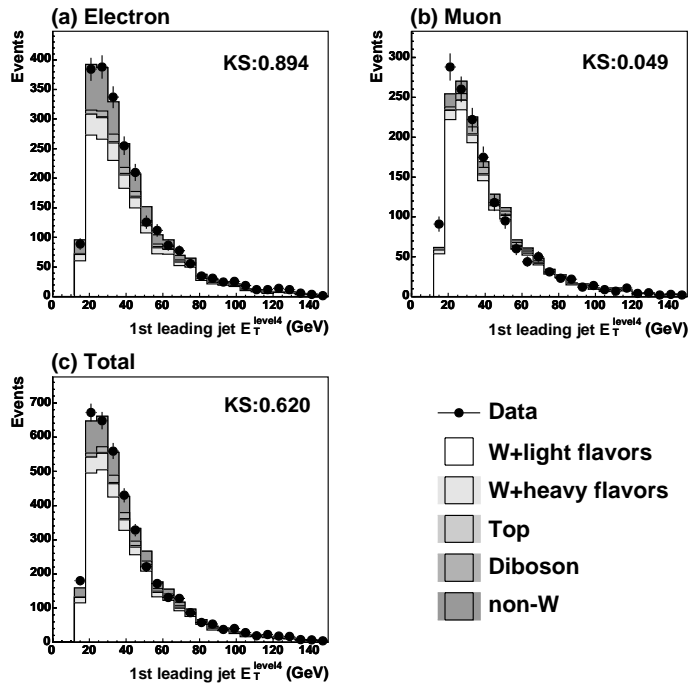 (a) Electron
Events
KS:0.894
400
350
300
250
200
150
100
50
0
0 20 40 60 80 100 120 140
1st leading jet E_T^level4 (GeV)
(b) Muon
Events
KS:0.049
300
250
200
150
100
50
0
0 20 40 60 80 100 120 140
1st leading jet E_T^level4 (GeV)
(c) Total
Events
KS:0.620
700
600
500
400
300
200
100
0
0 20 40 60 80 100 120 140
1st leading jet E_T^level4 (GeV)
Data
W+light flavors
W+heavy flavors
Top
Diboson
non-W